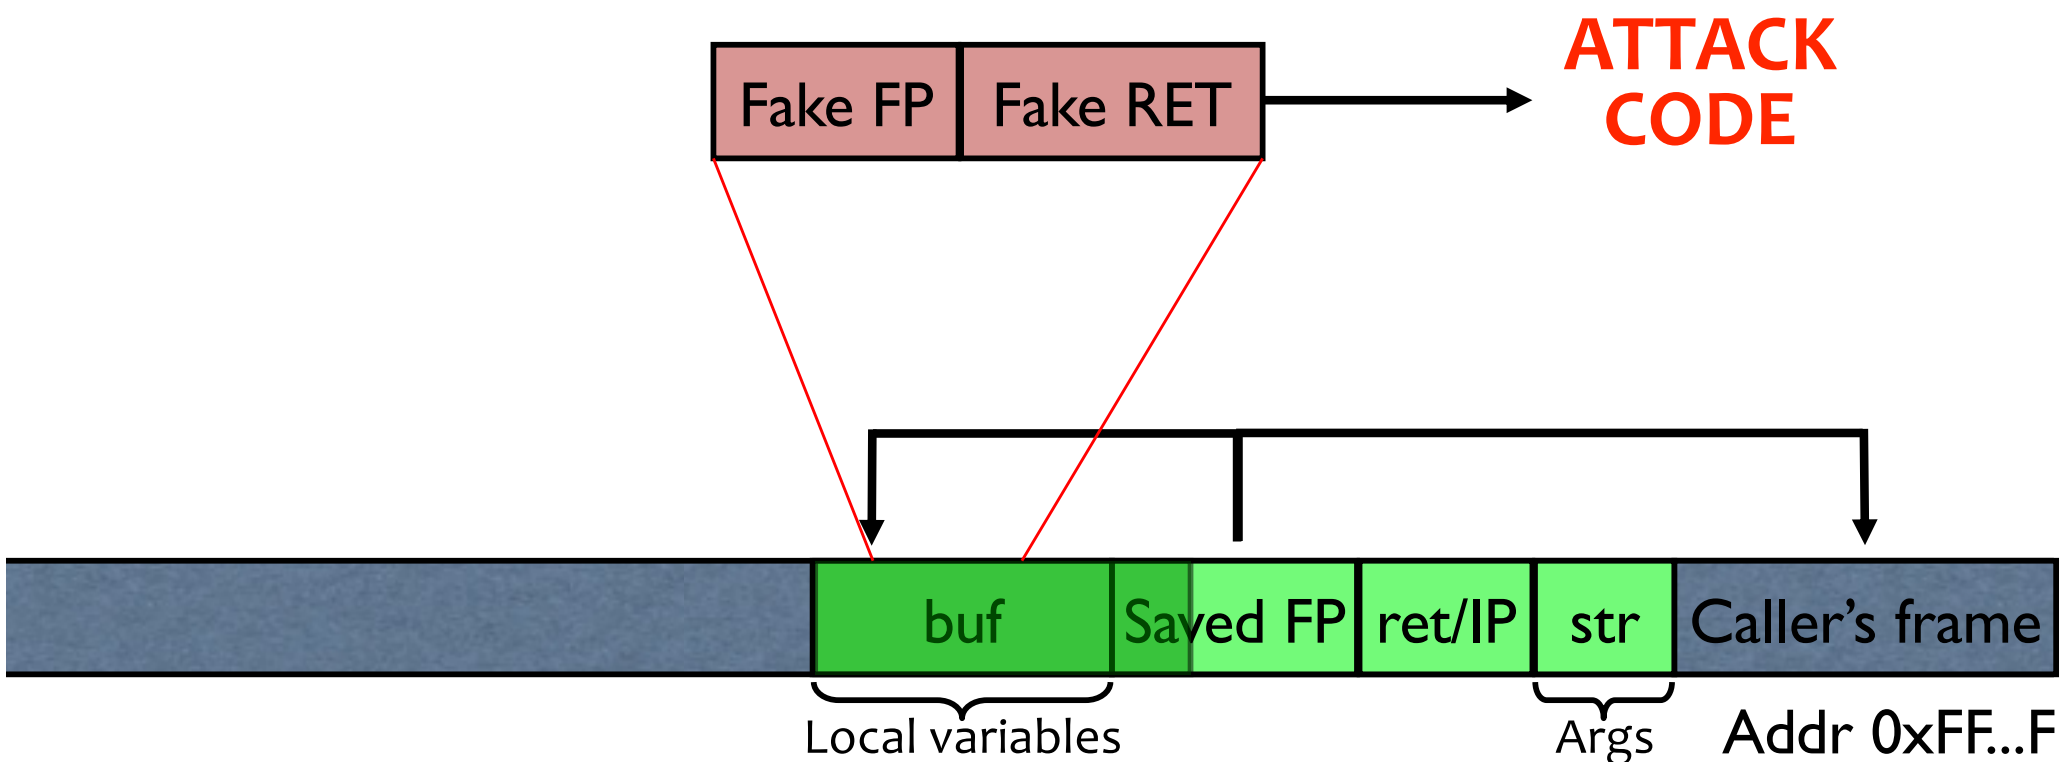 ATTACK
CODE
Fake FP Fake RET
buf Saved FP ret/IP str Caller’s frame
Local variables Args Addr 0xFF...F